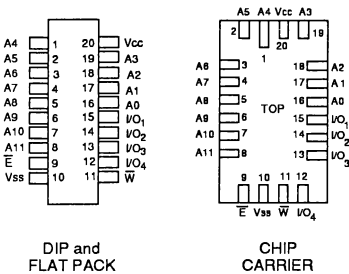 A4 1 20 Vcc
A5 2 19 A3
A6 3 18 A2
A7 4 17 A1
A8 5 16 A0
A9 6 15 I/O1
A10 7 14 I/O2
A11 8 13 I/O3
E 9 12 I/O4
Vss 10 11 W
DIP and
FLAT PACK
A5 A4 Vcc A3
2 1 20 19
A6 3 18 A2
A7 4 17 A1
A8 5 16 A0
TOP
A9 6 15 I/O1
A10 7 14 I/O2
A11 8 13 I/O3
9 10 11 12
E Vss W I/O4
CHIP
CARRIER